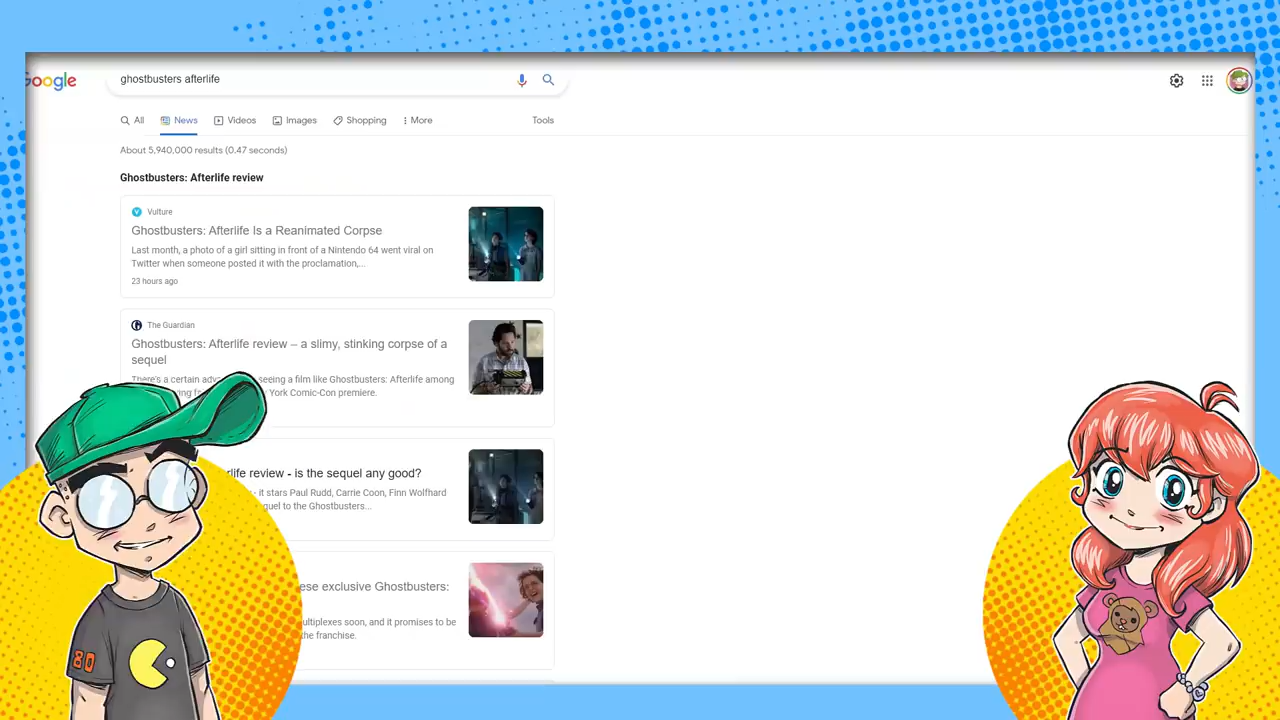 Google
ghostbusters afterlife
All News Videos Images Shopping More Tools
About 5,940,000 results (0.47 seconds)
Ghostbusters: Afterlife review
Vulture
Ghostbusters: Afterlife Is a Reanimated Corpse
Last month, a photo of a girl sitting in front of a Nintendo 64 went viral on
Twitter when someone posted it with the proclamation,...
23 hours ago
The Guardian
Ghostbusters: Afterlife review – a slimy, stinking corpse of a
sequel
There's a certain seeing a film like Ghostbusters: Afterlife among
York Comic-Con premiere.
rlife review - is the sequel any good?
- it stars Paul Rudd, Carrie Coon, Finn Wolfhard
quel to the Ghostbusters...
ese exclusive Ghostbusters:
ultiplexes soon, and it promises to be
the franchise.
80